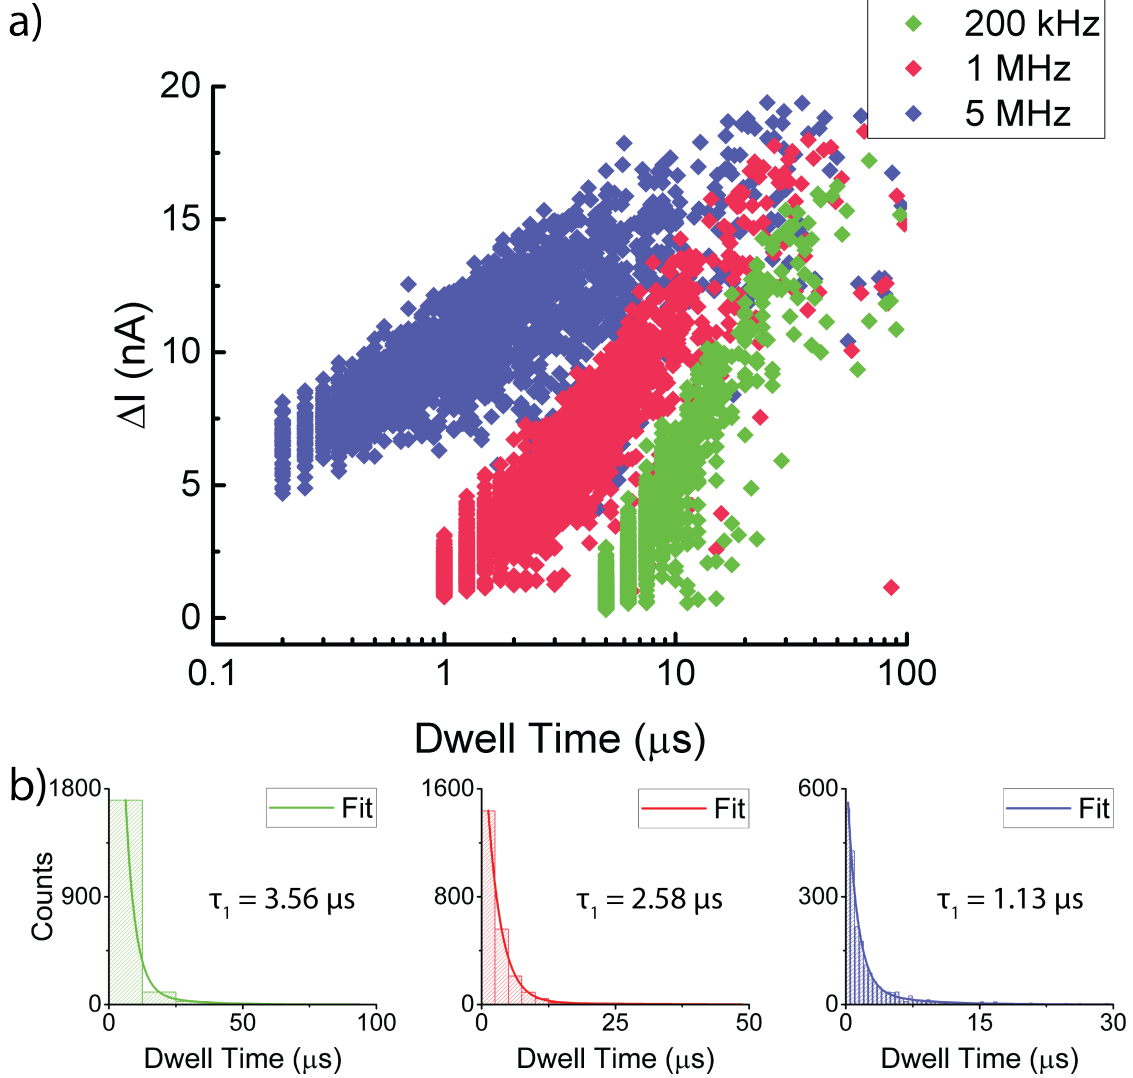 a)
200 kHz
1 MHz
5 MHz
20
15
10
5
0
ΔI (nA)
0.1 1 10 100
Dwell Time (μs)
b)
1800
900
0
Counts
Fit
τ1 = 3.56 μs
0 50 100
Dwell Time (μs)
1600
800
0
Fit
τ1 = 2.58 μs
0 25 50
Dwell Time (μs)
600
300
0
Fit
τ1 = 1.13 μs
0 15 30
Dwell Time (μs)